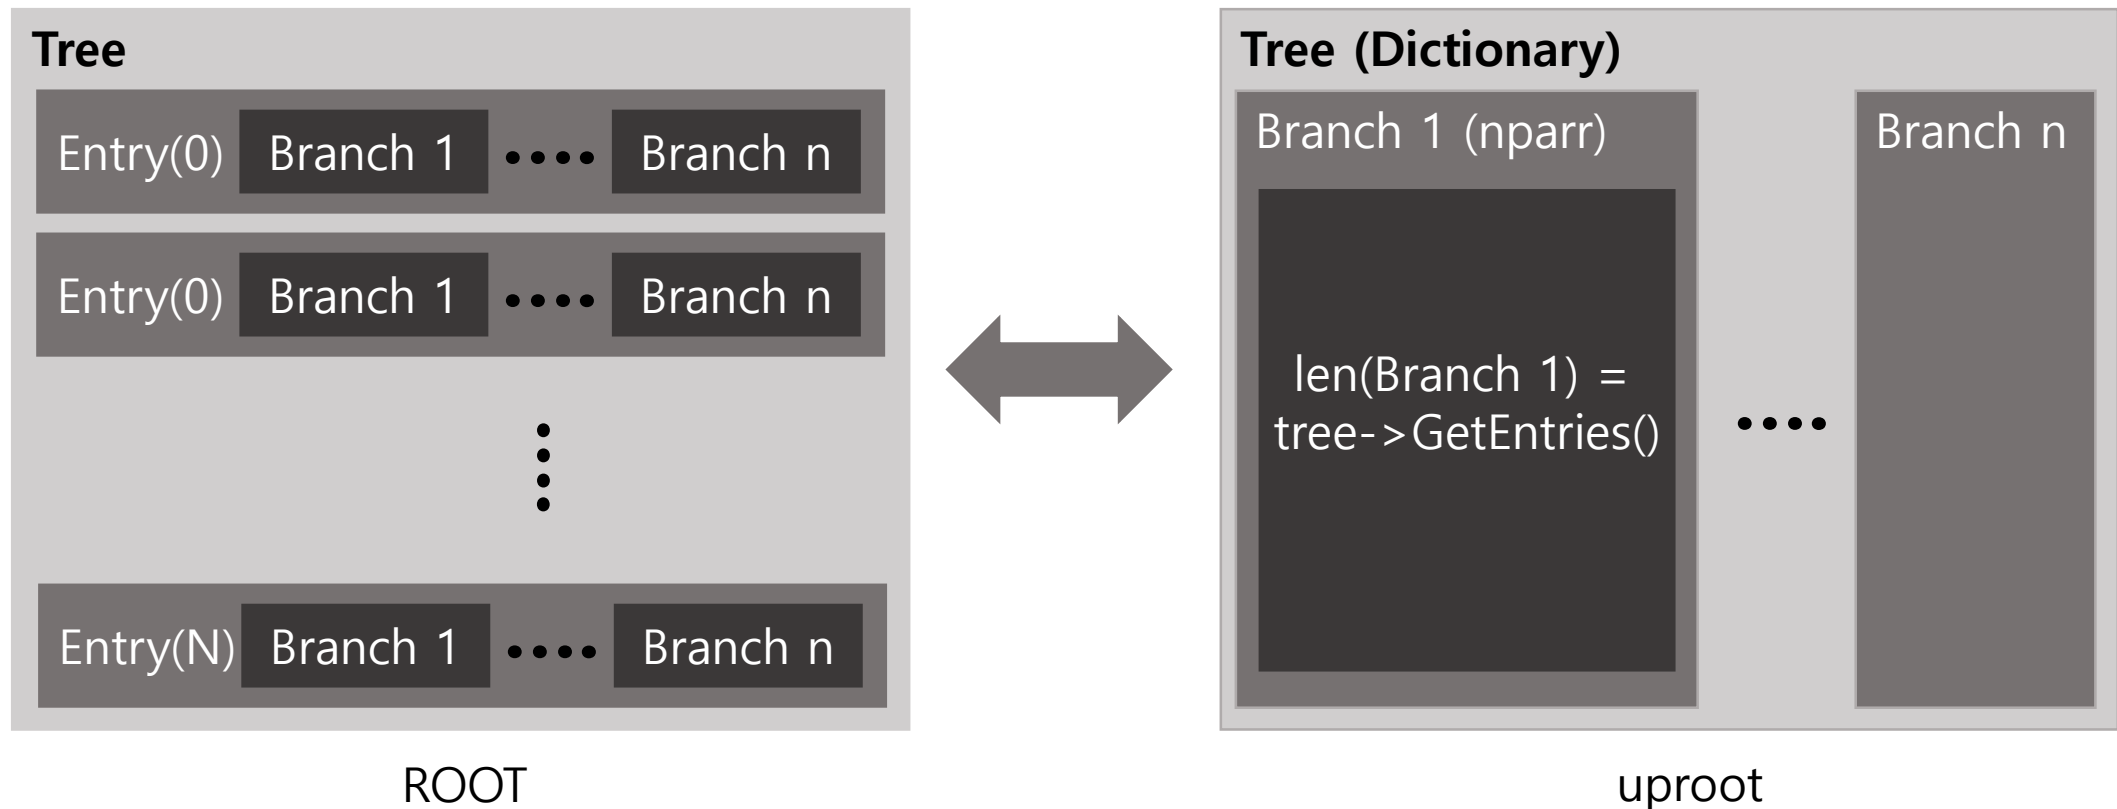 Tree
Entry(0) Branch 1 •••• Branch n
Entry(0) Branch 1 •••• Branch n
Entry(N) Branch 1 •••• Branch n
ROOT
Tree (Dictionary)
Branch 1 (nparr)
len(Branch 1) =
tree->GetEntries()
••••
Branch n
uproot